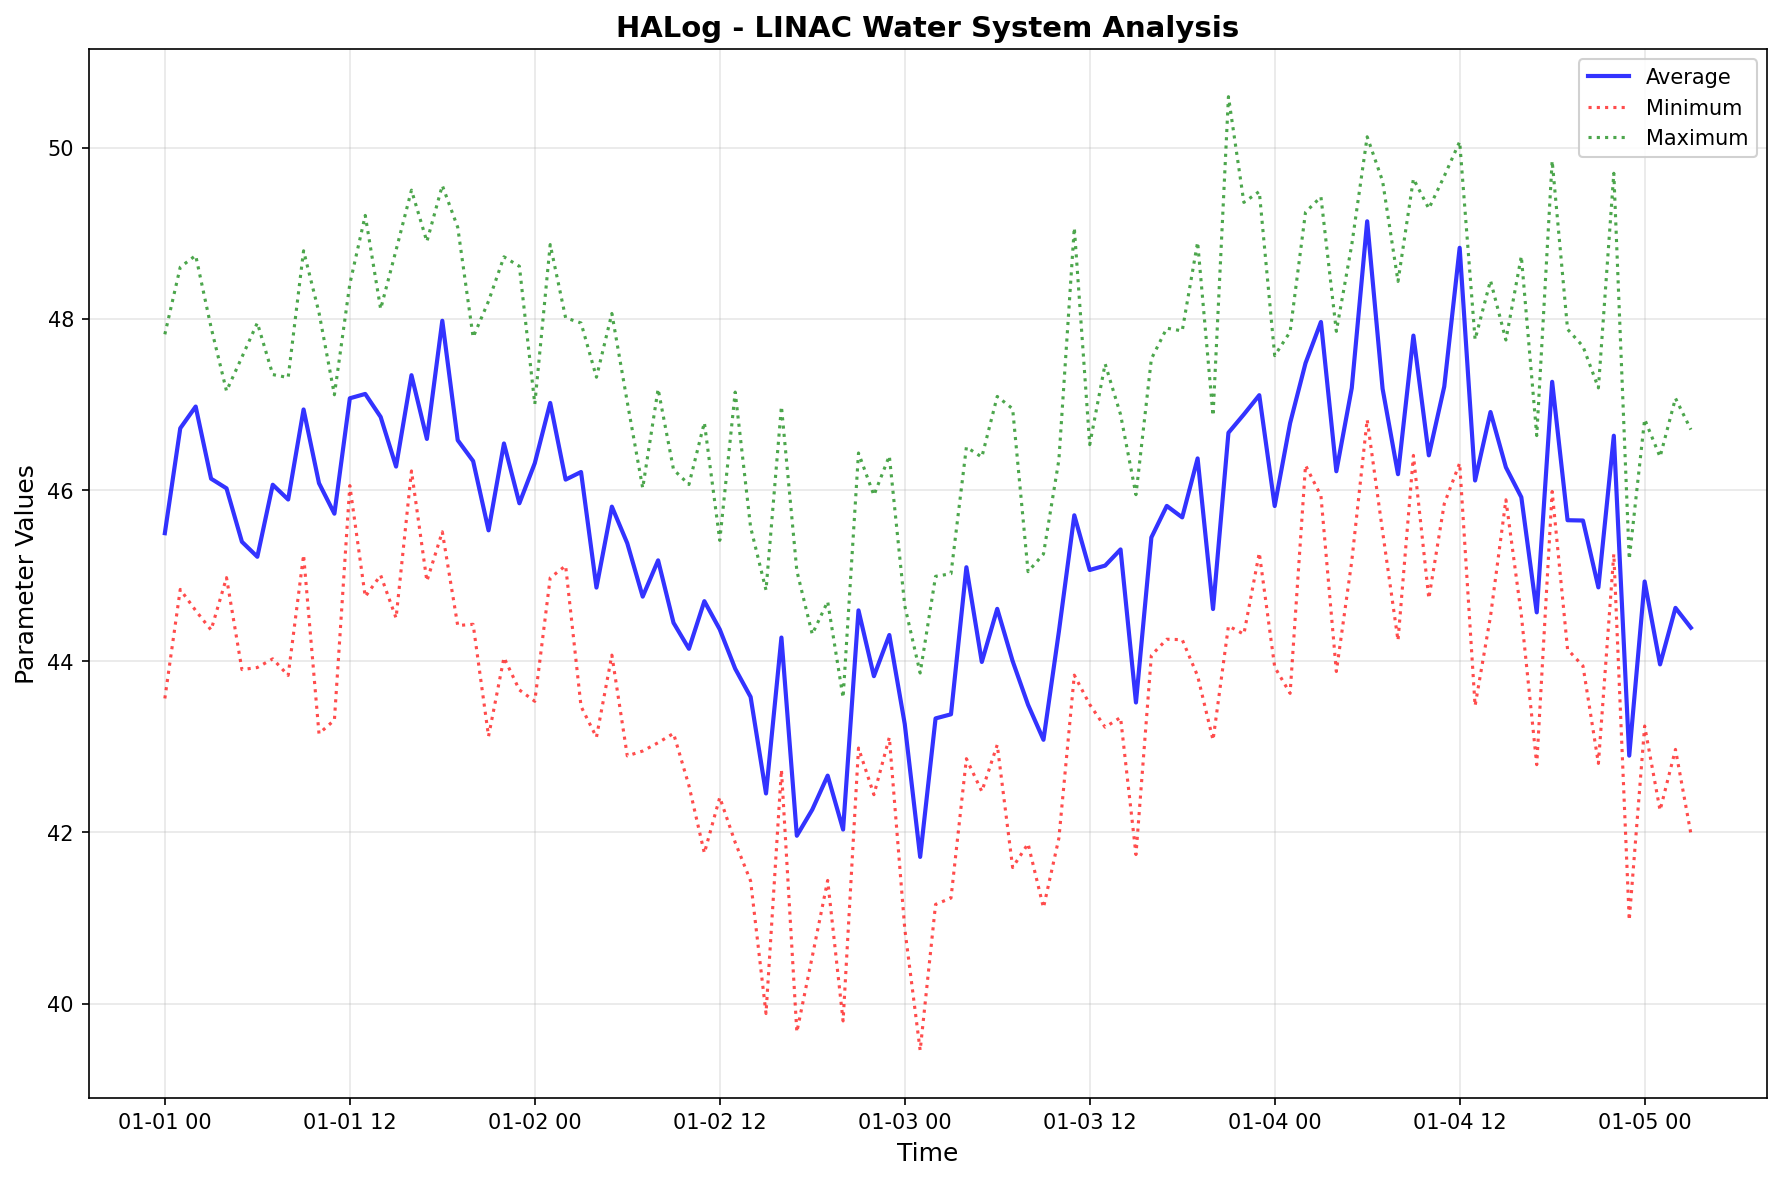 HALog - LINAC Water System Analysis
Average
Minimum
Maximum
Parameter Values
50
48
46
44
42
40
01-01 00
01-01 12
01-02 00
01-02 12
01-03 00
01-03 12
01-04 00
01-04 12
01-05 00
Time